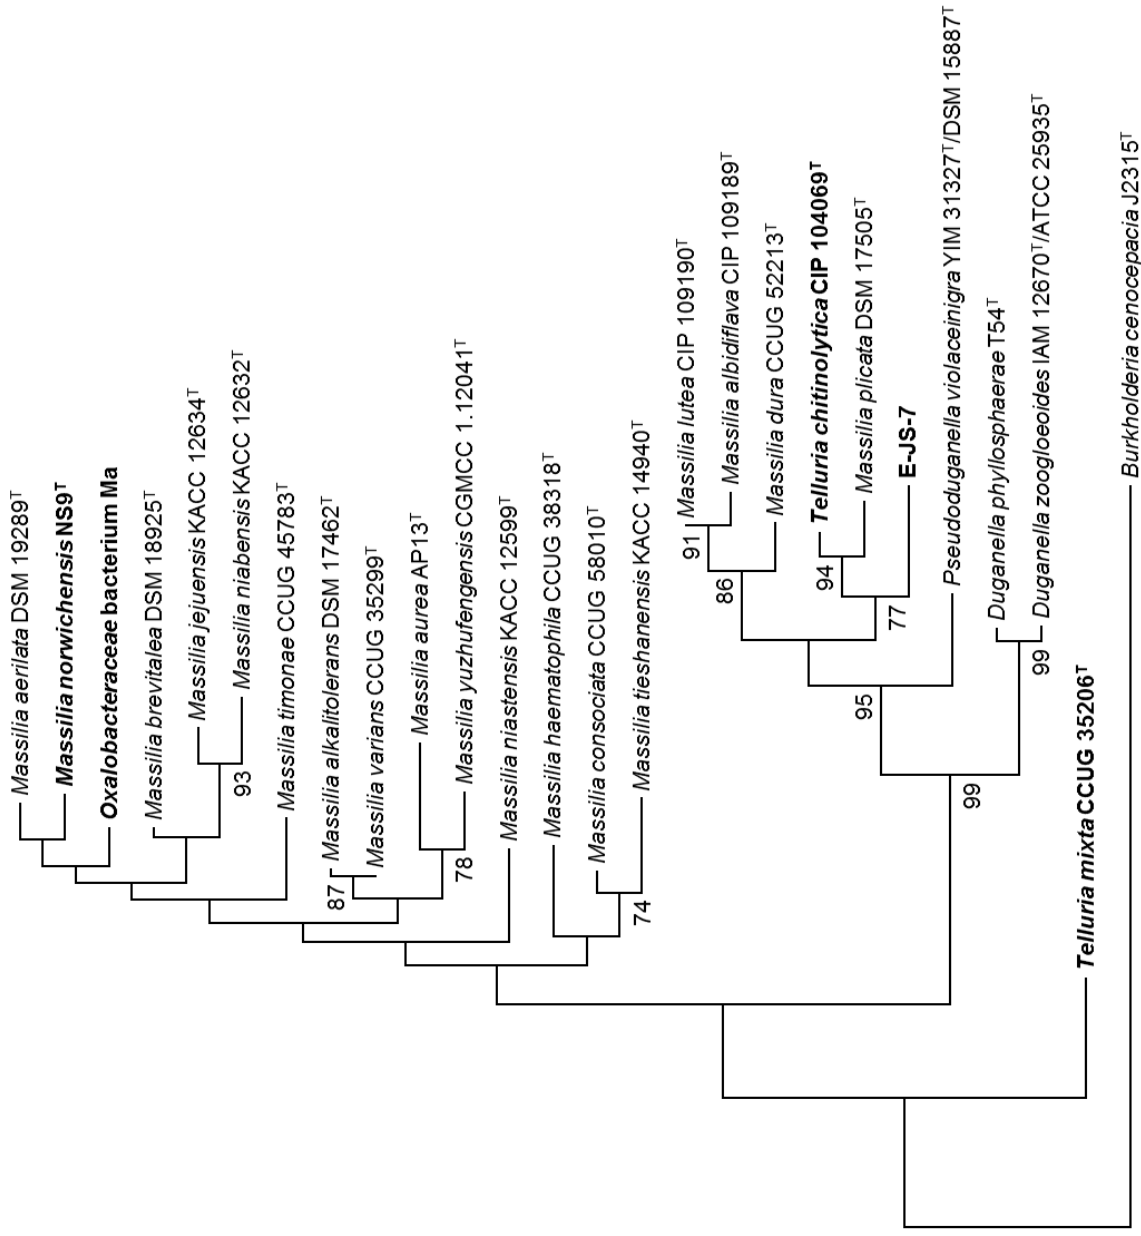 Massilia aerilata DSM 19289ᵀ
Massilia norwichensis NS9ᵀ
Oxalobacteraceae bacterium Ma
Massilia brevitalea DSM 18925ᵀ
Massilia jejuensis KACC 12634ᵀ
93
Massilia niabensis KACC 12632ᵀ
Massilia timonae CCUG 45783ᵀ
87
Massilia alkalitolerans DSM 17462ᵀ
Massilia varians CCUG 35299ᵀ
Massilia aurea AP13ᵀ
78
Massilia yuzhufengensis CGMCC 1.12041ᵀ
Massilia niastensis KACC 12599ᵀ
Massilia haematophila CCUG 38318ᵀ
Massilia consociata CCUG 58010ᵀ
74
Massilia tieshanensis KACC 14940ᵀ
91
Massilia lutea CIP 109190ᵀ
86
Massilia albidiflava CIP 109189ᵀ
Massilia dura CCUG 52213ᵀ
94
Telluria chitinolytica CIP 104069ᵀ
95
Massilia plicata DSM 17505ᵀ
77
E-JS-7
Pseudoduganella violaceinigra YIM 31327ᵀ/DSM 15887ᵀ
99
Duganella phyllosphaerae T54ᵀ
99
Duganella zoogloeoides IAM 12670ᵀ/ATCC 25935ᵀ
Telluria mixta CCUG 35206ᵀ
Burkholderia cenocepacia J2315ᵀ